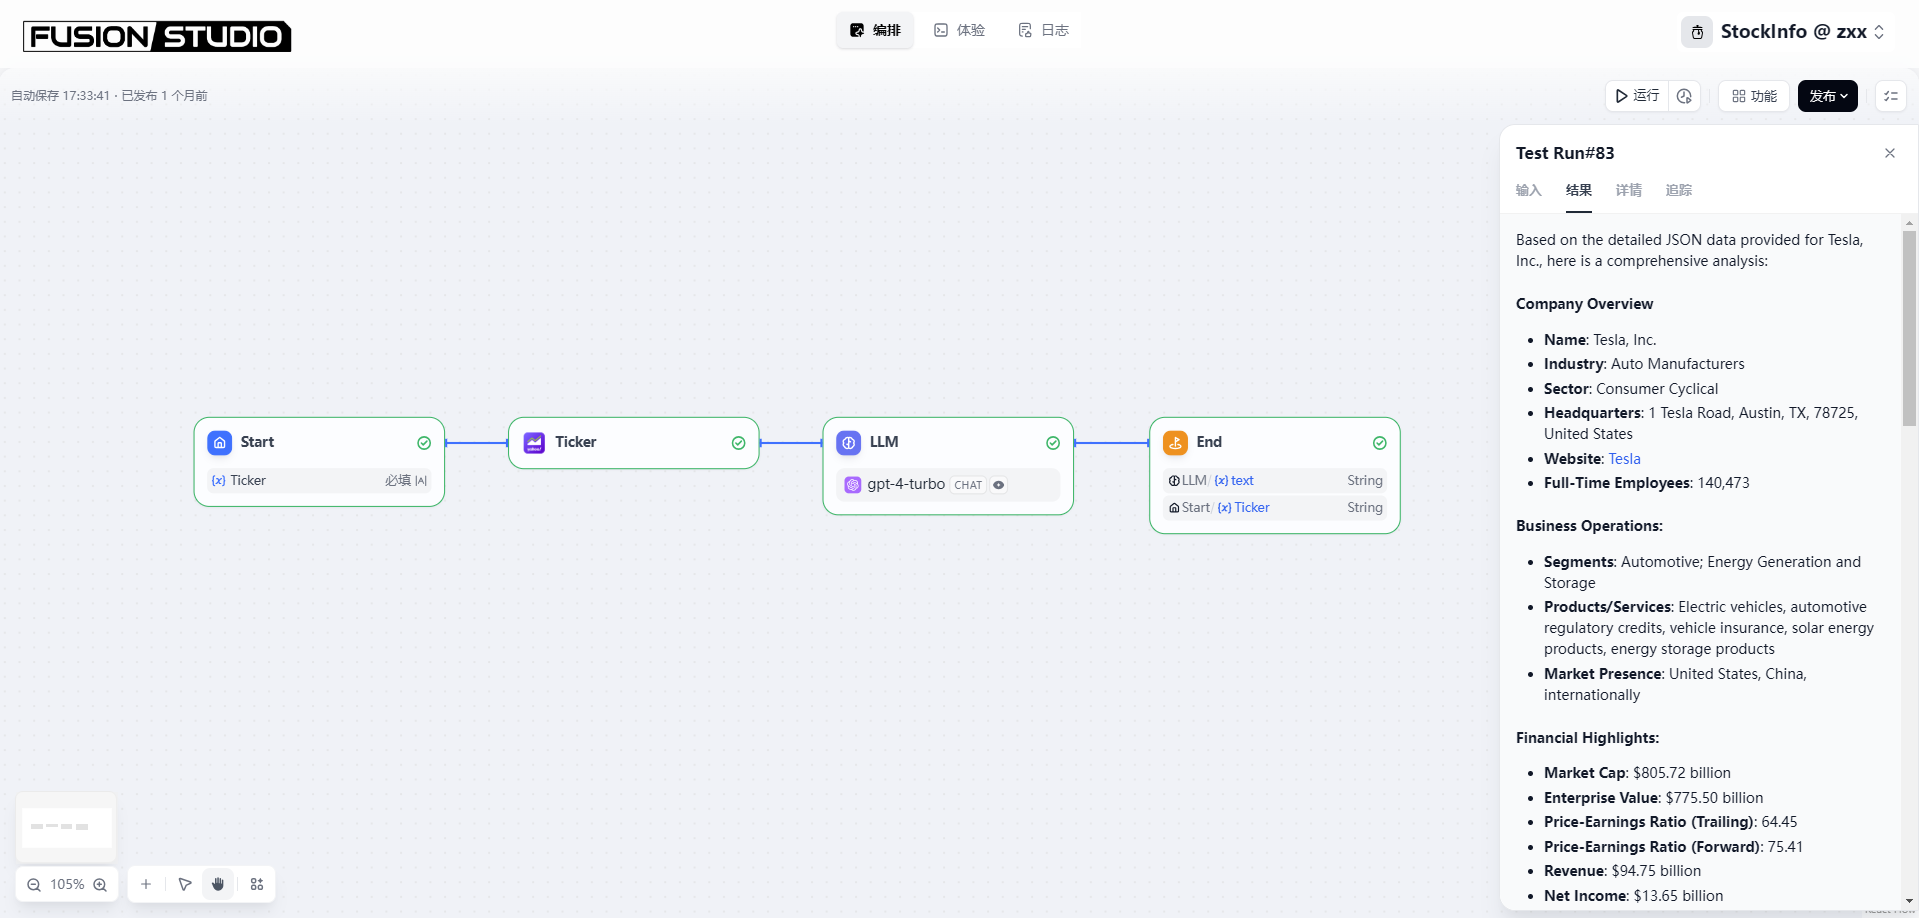 FUSION STUDIO
编排
体验
日志
StockInfo @ zxx
自动保存 17:33:41 · 已发布 1 个月前
运行
功能
发布
Test Run#83
输入
结果
详情
追踪
Based on the detailed JSON data provided for Tesla,
Inc., here is a comprehensive analysis:
Company Overview
Name: Tesla, Inc.
Industry: Auto Manufacturers
Sector: Consumer Cyclical
Headquarters: 1 Tesla Road, Austin, TX, 78725,
United States
Website: Tesla
Full-Time Employees: 140,473
Business Operations:
Segments: Automotive; Energy Generation and
Storage
Products/Services: Electric vehicles, automotive
regulatory credits, vehicle insurance, solar energy
products, energy storage products
Market Presence: United States, China,
internationally
Financial Highlights:
Market Cap: $805.72 billion
Enterprise Value: $775.50 billion
Price-Earnings Ratio (Trailing): 64.45
Price-Earnings Ratio (Forward): 75.41
Revenue: $94.75 billion
Net Income: $13.65 billion
Start
{x} Ticker 必填
Ticker
LLM
gpt-4-turbo CHAT
End
LLM/ {x} text String
Start/ {x} Ticker String
105%